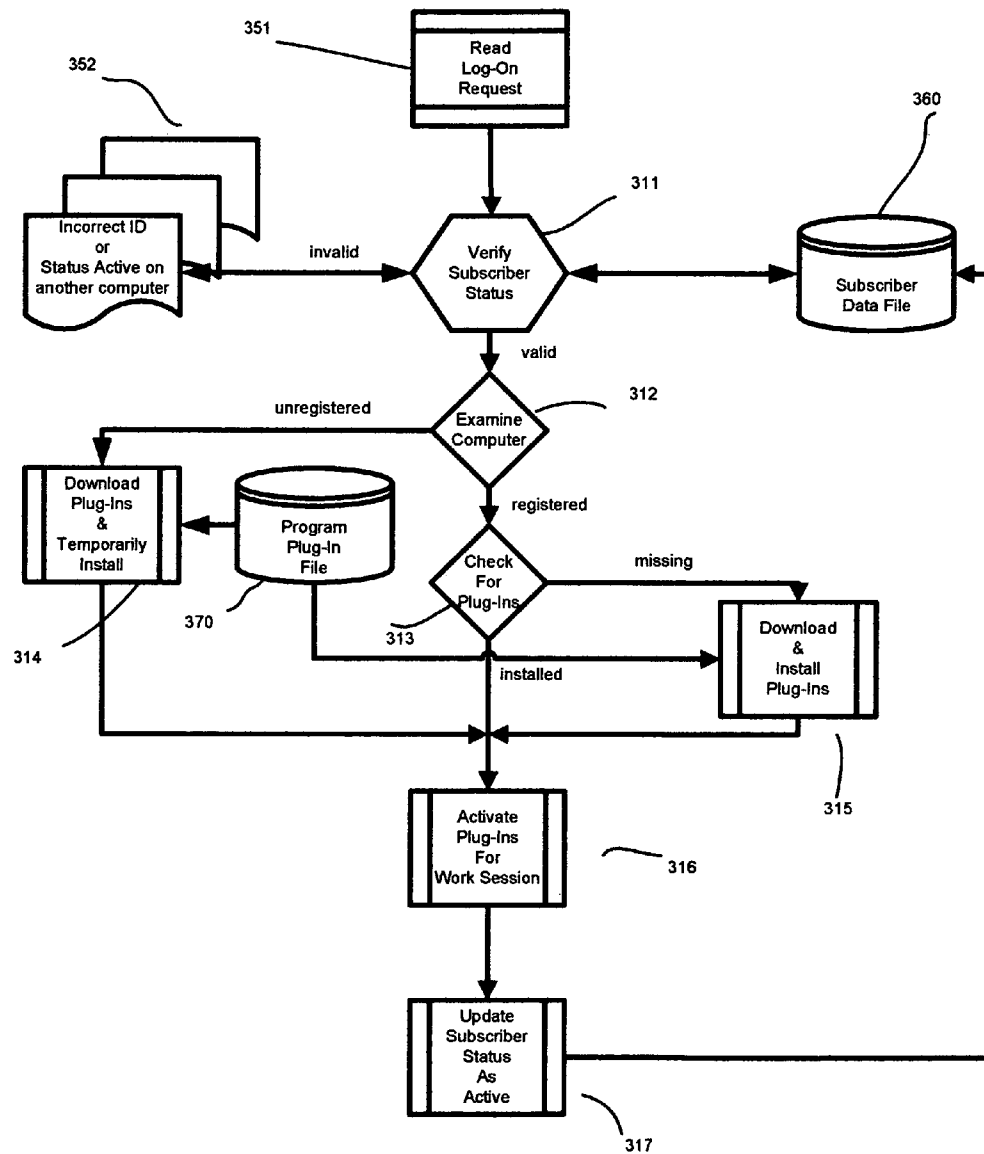 351
Read
Log-On
Request
352
360
311
Incorrect ID
or
Status Active on
another computer
invalid
Verify
Subscriber
Status
Subscriber
Data File
valid
312
unregistered
Examine
Computer
registered
Download
Plug-Ins
&
Temporarily
Install
Program
Plug-In
File
Check
For
Plug-Ins
missing
370
313
314
installed
Download
&
Install
Plug-Ins
315
Activate
Plug-Ins
For
Work Session
316
Update
Subscriber
Status
As
Active
317